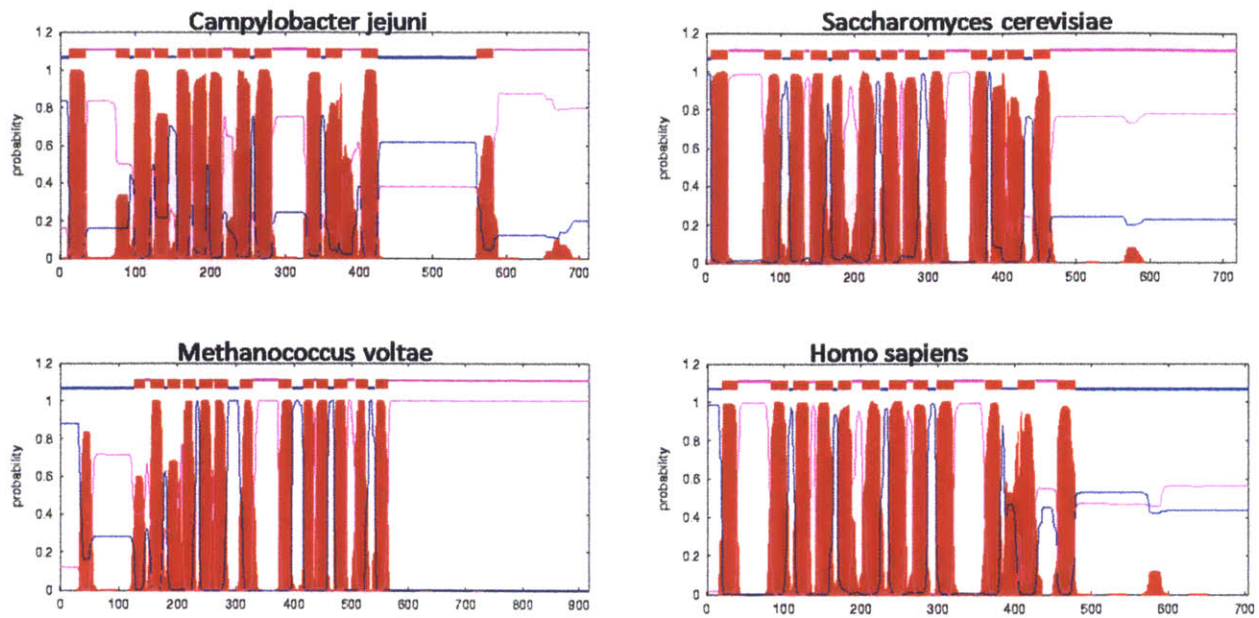 Campylobacter jejuni
1.2
1
0.8
0.6
0.4
0.2
0
probability
0 100 200 300 400 500 600 700
Saccharomyces cerevisiae
1.2
1
0.8
0.6
0.4
0.2
0
probability
0 100 200 300 400 500 600 700
Methanococcus voltae
1.2
1
0.8
0.6
0.4
0.2
0
probability
0 100 200 300 400 500 600 700 800 900
Homo sapiens
1.2
1
0.8
0.6
0.4
0.2
0
probability
0 100 200 300 400 500 600 700